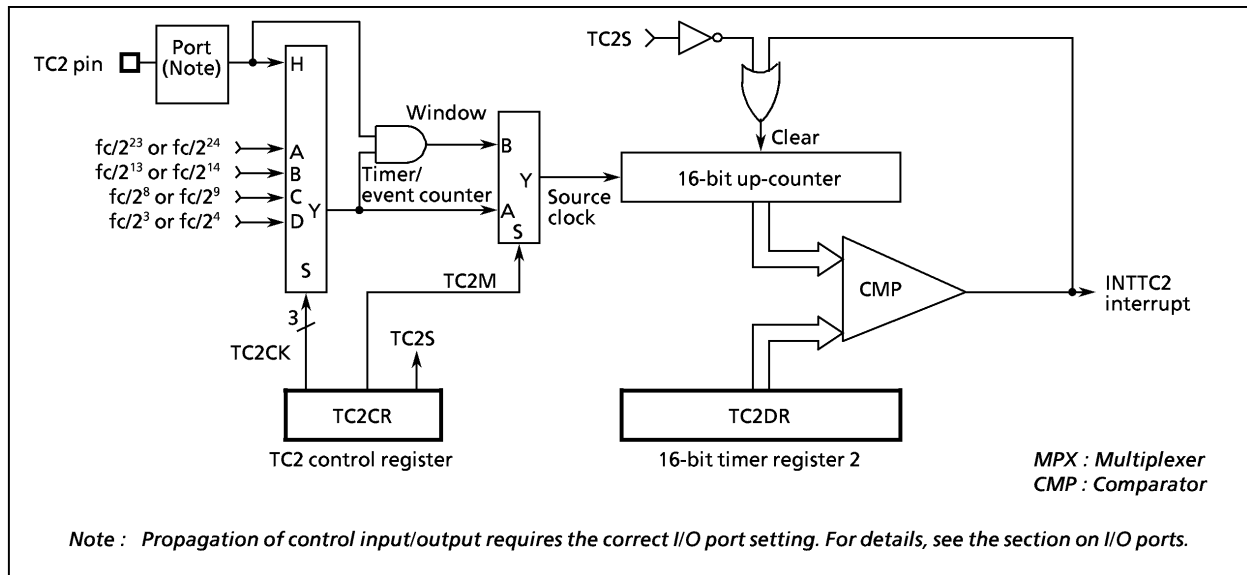 TC2 pin
Port
(Note)
H
fc/2²³ or fc/2²⁴
A
fc/2¹³ or fc/2¹⁴
B
fc/2⁸ or fc/2⁹
C
fc/2³ or fc/2⁴
D
Y
S
3
TC2CK
Window
Timer/
event counter
B
Y
A
S
TC2M
TC2S
TC2CR
TC2 control register
Source
clock
TC2S
Clear
16-bit up-counter
CMP
INTTC2
interrupt
TC2DR
16-bit timer register 2
MPX : Multiplexer
CMP : Comparator
Note : Propagation of control input/output requires the correct I/O port setting. For details, see the section on I/O ports.